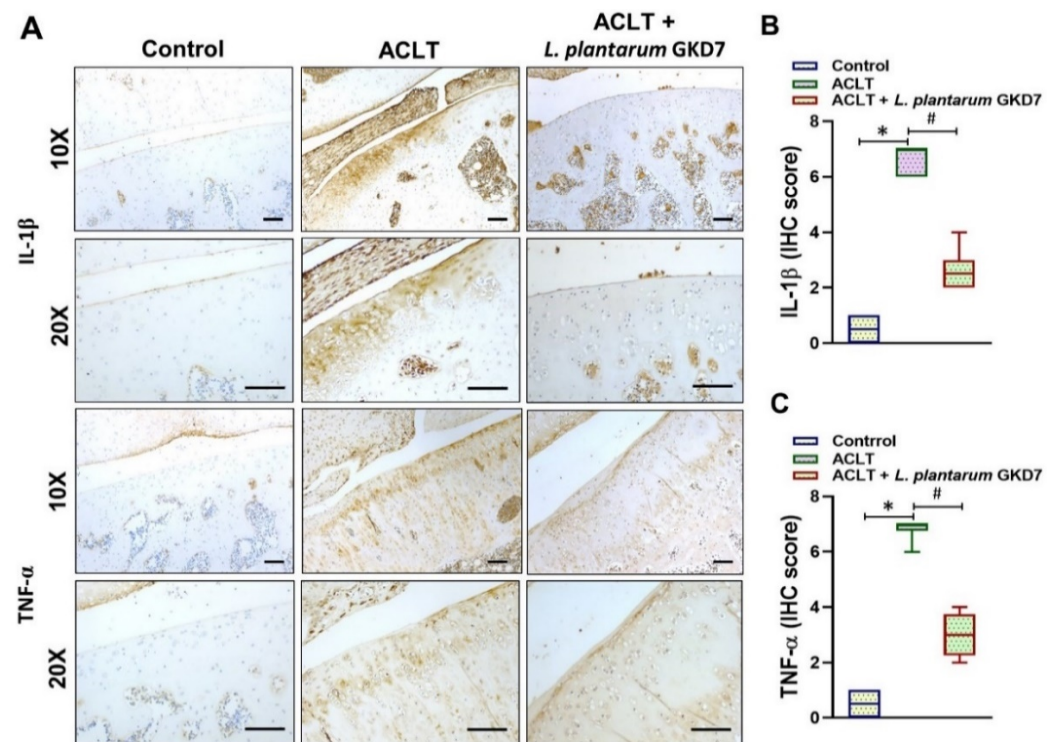 A
Control
ACLT
ACLT +
L. plantarum GKD7
IL-1β
10X
20X
TNF-α
10X
20X
B
Control
ACLT
ACLT + L. plantarum GKD7
IL-1β (IHC score)
8
6
4
2
0
*
#
C
Contrrol
ACLT
ACLT + L. plantarum GKD7
TNF-α (IHC score)
8
6
4
2
0
*
#